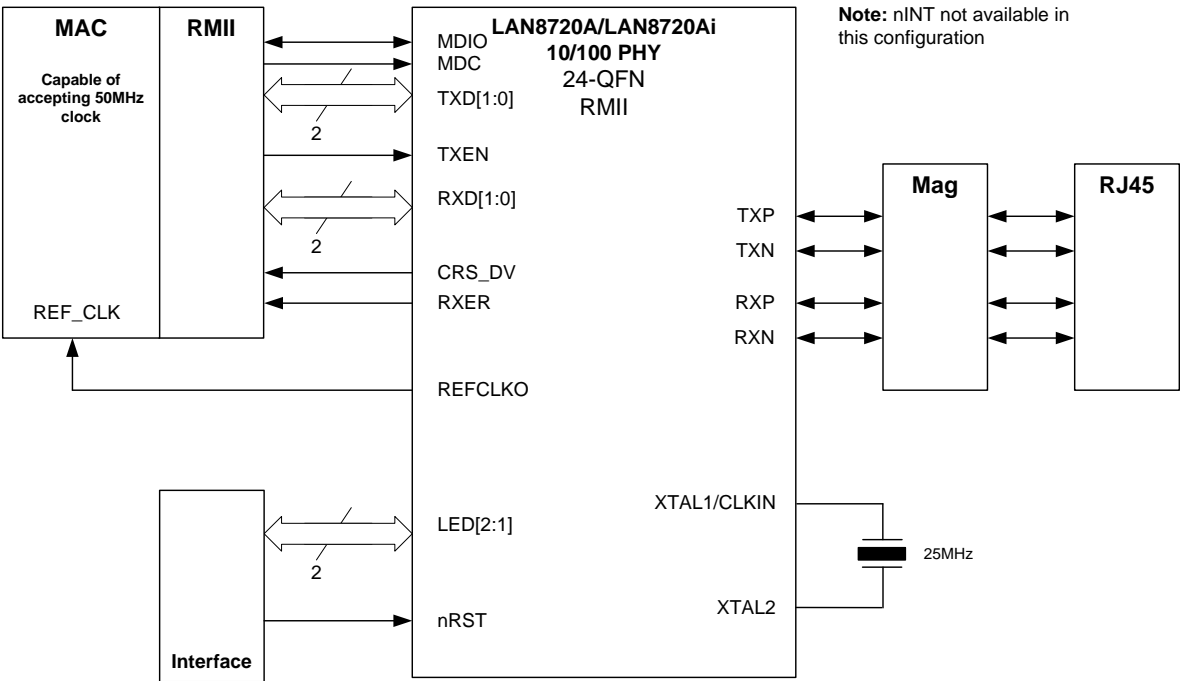 MAC
RMII
Capable of
accepting 50MHz
clock
REF_CLK
LAN8720A/LAN8720Ai
10/100 PHY
24-QFN
RMII
MDIO
MDC
TXD[1:0]
2
TXEN
RXD[1:0]
2
CRS_DV
RXER
REFCLKO
LED[2:1]
2
nRST
Interface
TXP
TXN
RXP
RXN
XTAL1/CLKIN
XTAL2
25MHz
Mag
RJ45
Note: nINT not available in
this configuration